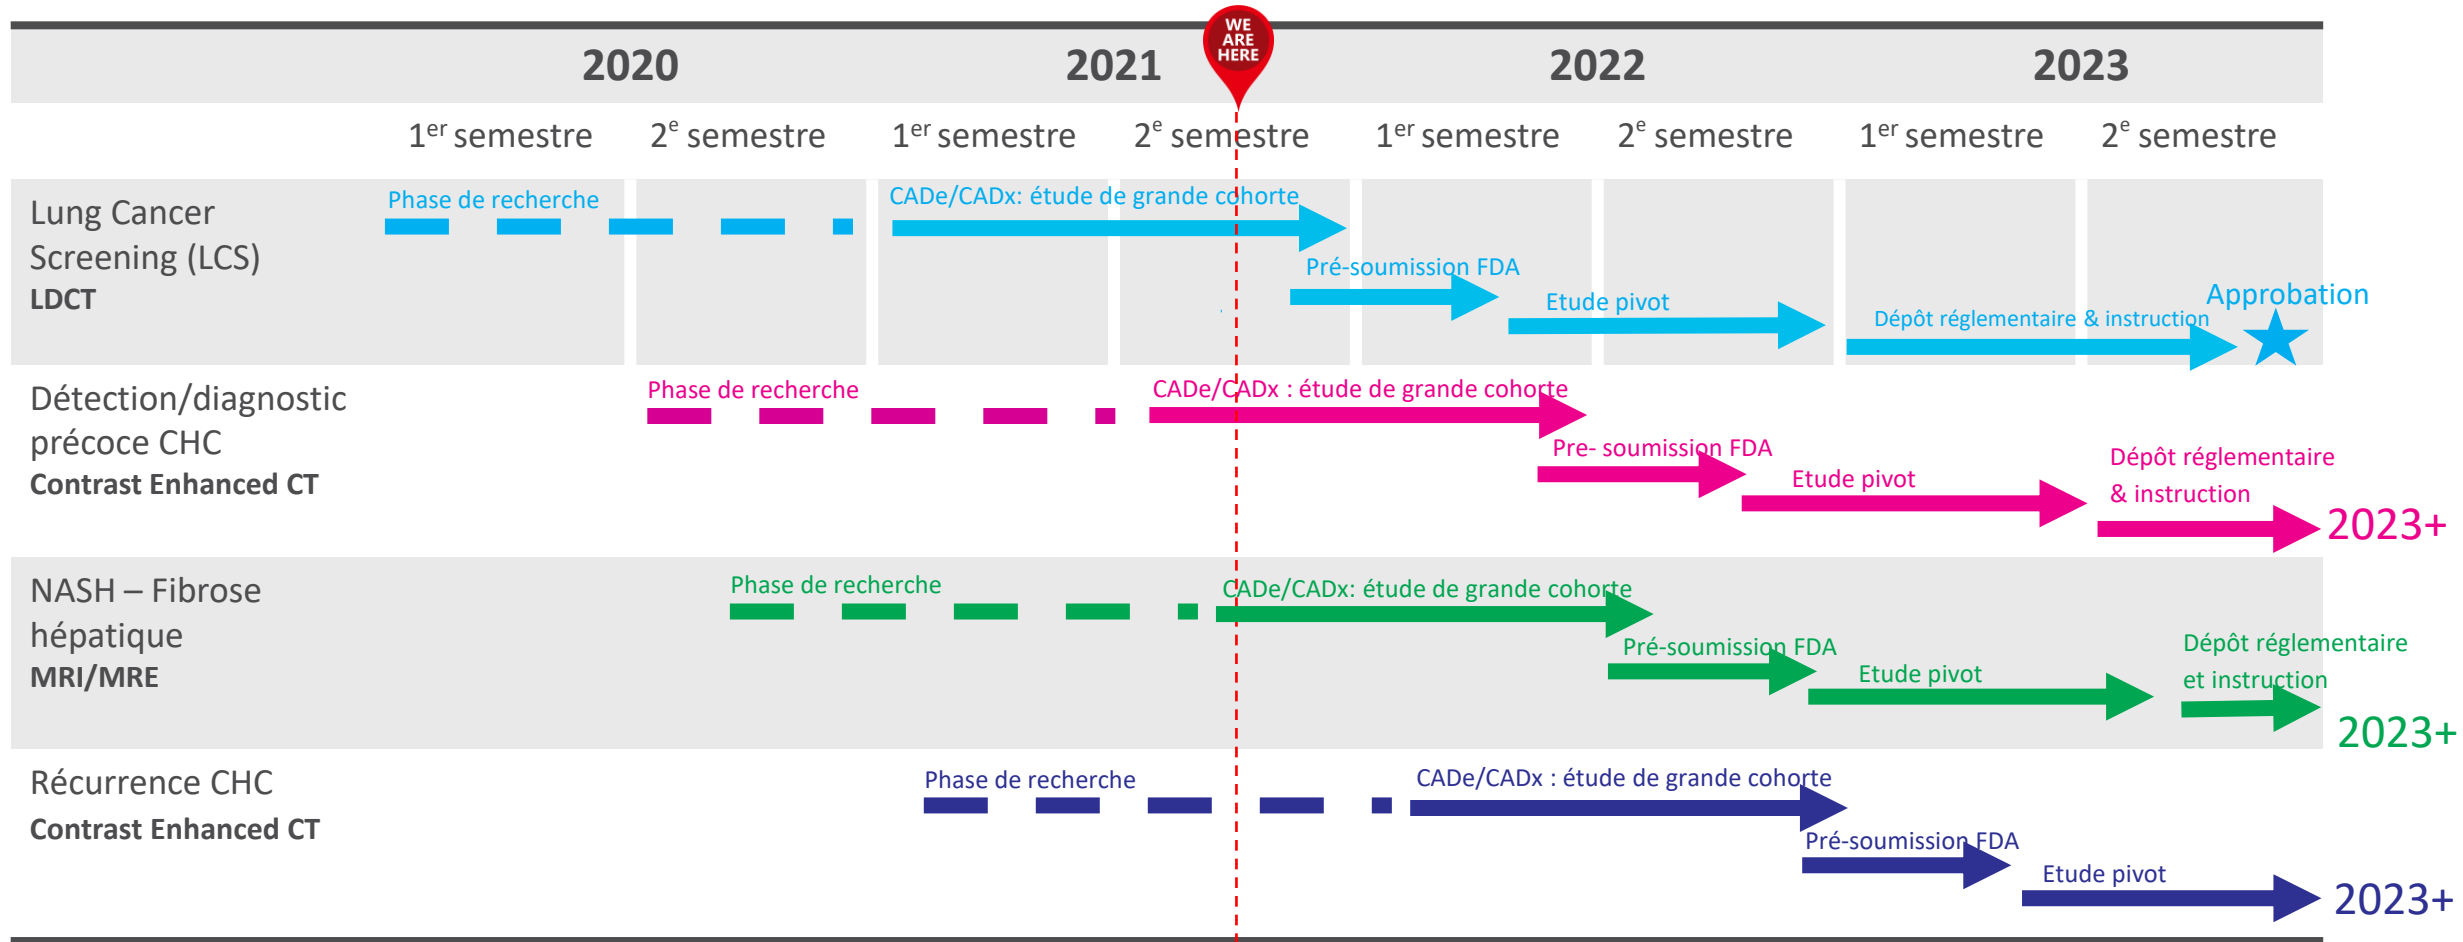 WE
ARE
HERE
2020 2021 2022 2023
1er semestre 2e semestre 1er semestre 2e semestre 1er semestre 2e semestre 1er semestre 2e semestre
Lung Cancer
Screening (LCS)
LDCT
Phase de recherche
CADe/CADx: étude de grande cohorte
Pré-soumission FDA
Etude pivot
Dépôt réglementaire & instruction
Approbation
Détection/diagnostic
précoce CHC
Contrast Enhanced CT
Phase de recherche
CADe/CADx : étude de grande cohorte
Pre- soumission FDA
Etude pivot
Dépôt réglementaire
& instruction
2023+
NASH – Fibrose
hépatique
MRI/MRE
Phase de recherche
CADe/CADx: étude de grande cohorte
Pré-soumission FDA
Etude pivot
Dépôt réglementaire
et instruction
2023+
Récurrence CHC
Contrast Enhanced CT
Phase de recherche
CADe/CADx : étude de grande cohorte
Pré-soumission FDA
Etude pivot
2023+